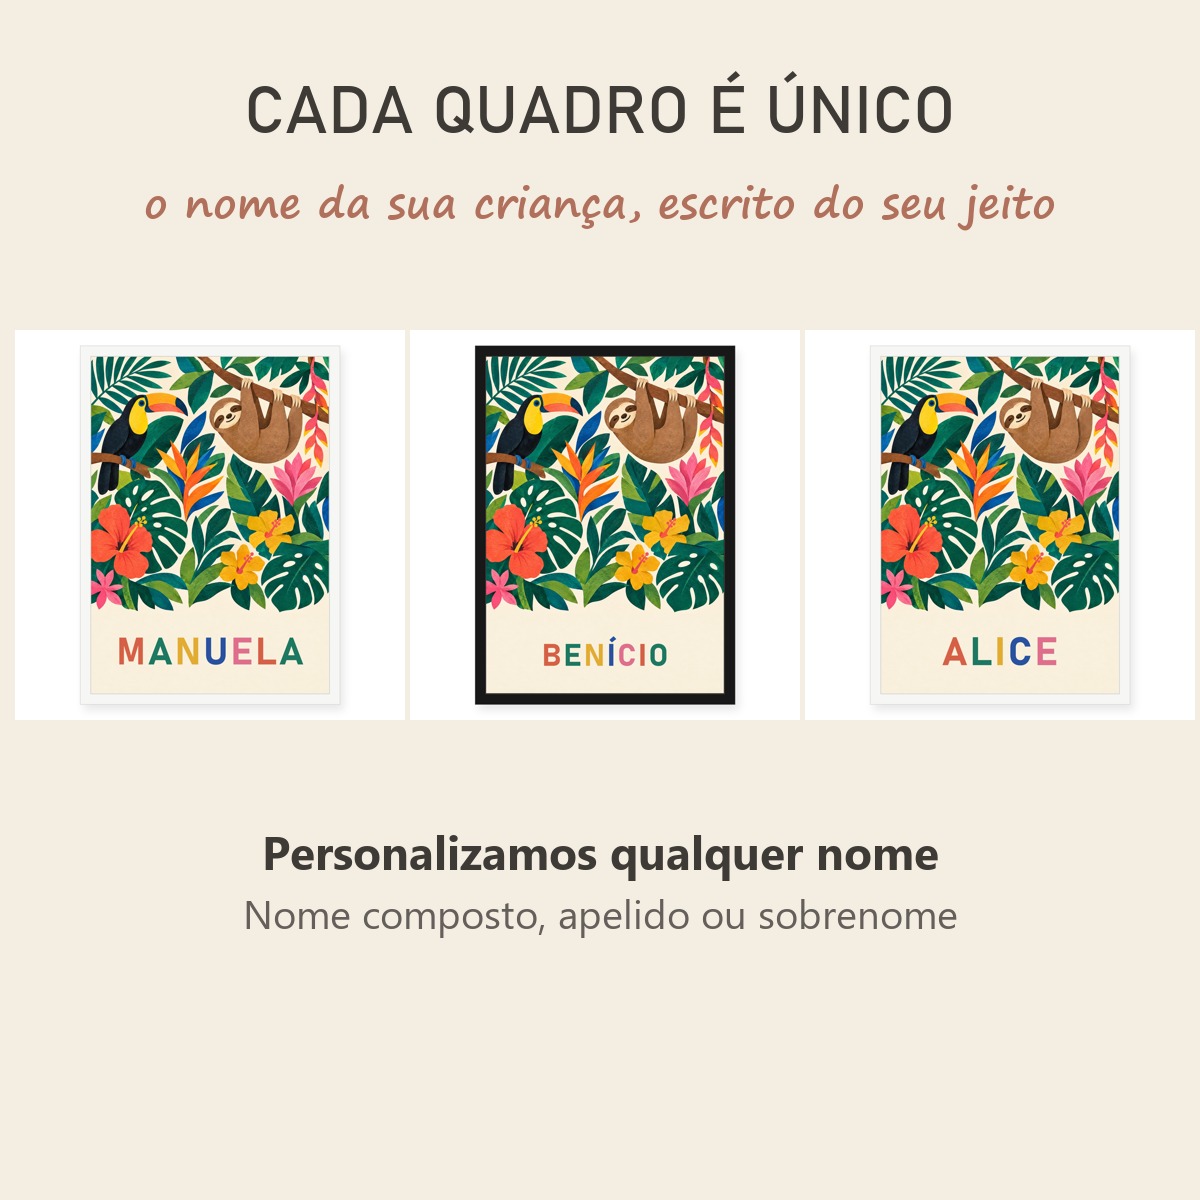 CADA QUADRO É ÚNICO
o nome da sua criança, escrito do seu jeito
MANUELA
BENÍCIO
ALICE
Personalizamos qualquer nome
Nome composto, apelido ou sobrenome